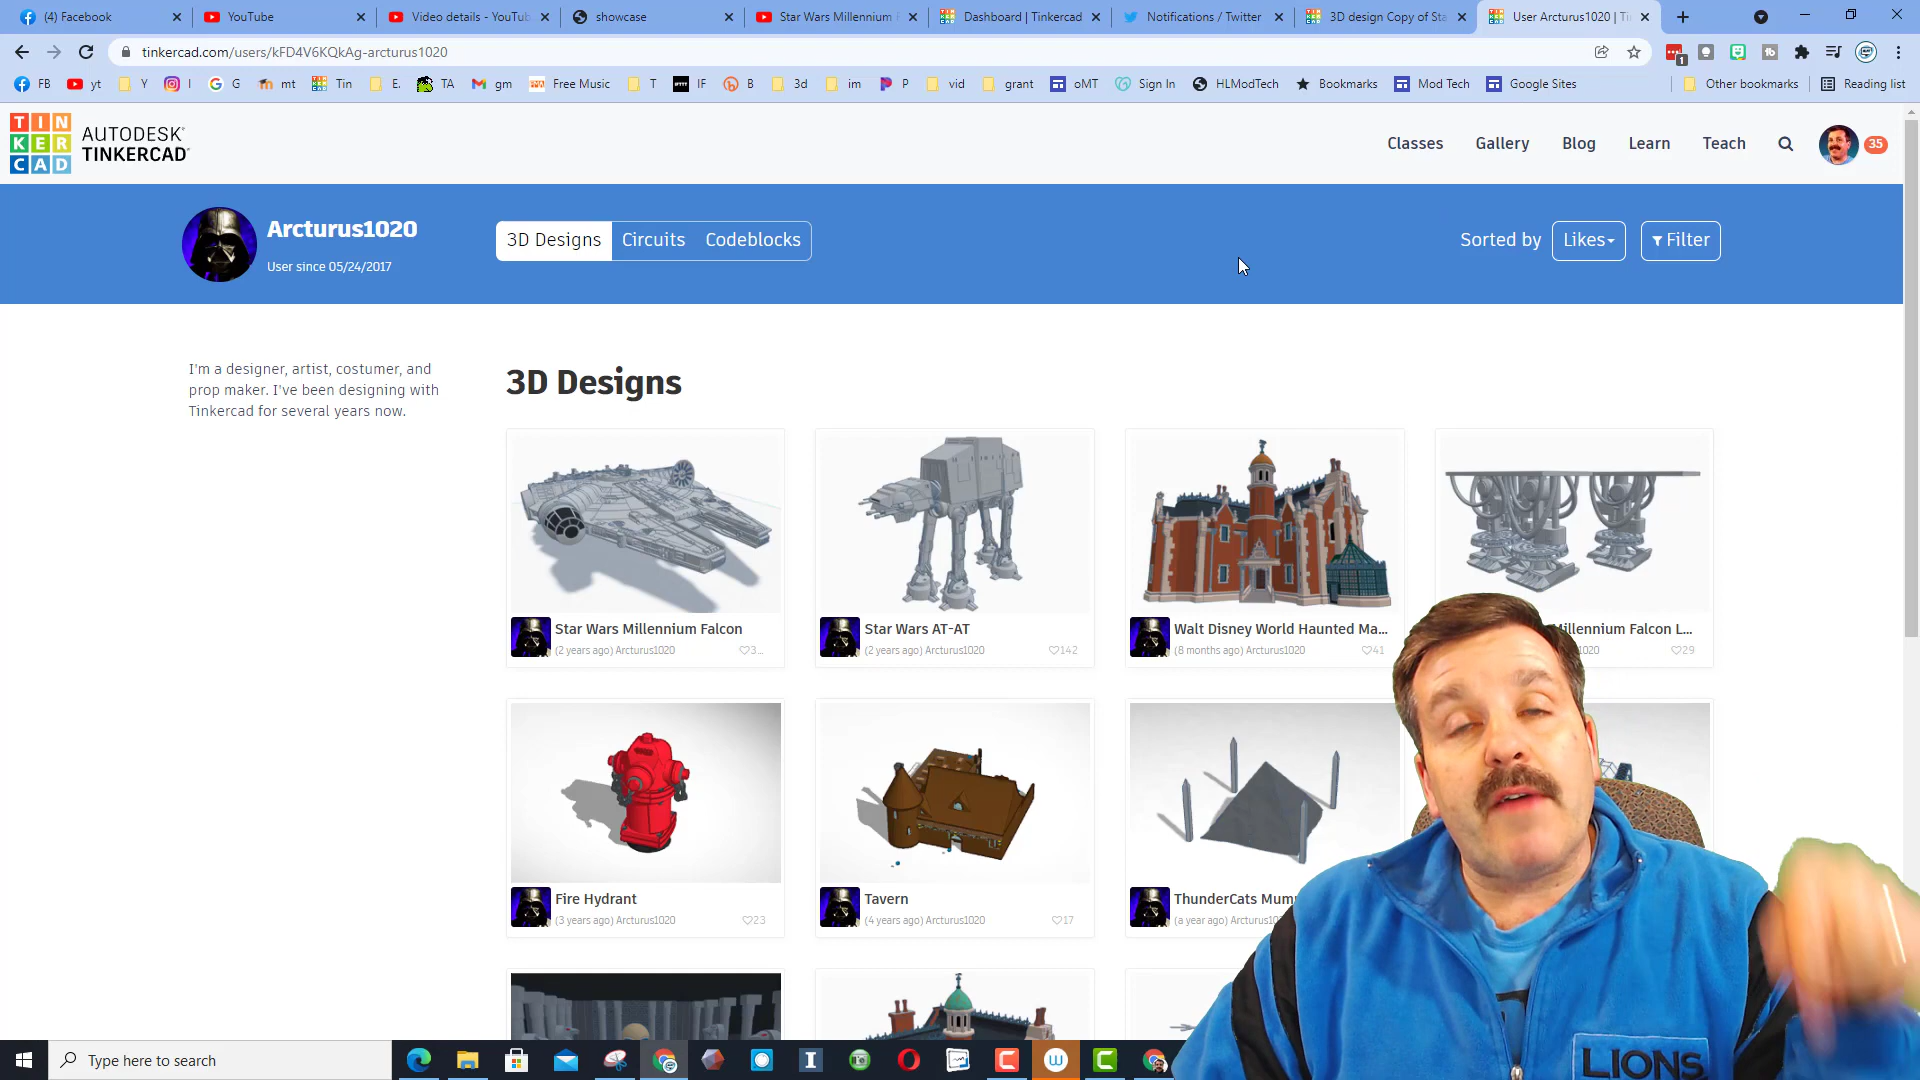 (4) Facebook
YouTube
Video details - YouTub
showcase
Star Wars Millennium F
Dashboard | Tinkercad
Notifications / Twitter
3D design Copy of Sta
User Arcturus1020 | Ti
tinkercad.com/users/kFD4V6KQkAg-arcturus1020
1
FB
yt
Y
I
G
mt
Tin
E.
TA
gm
Free Music
T
IF
B
3d
im
P
vid
grant
oMT
Sign In
HLModTech
Bookmarks
Mod Tech
Google Sites
Other bookmarks
Reading list
TIN
KER
CAD
AUTODESK
TINKERCAD
Classes
Gallery
Blog
Learn
Teach
35
Arcturus1020
User since 05/24/2017
3D Designs
Circuits
Codeblocks
Sorted by
Likes
Filter
I'm a designer, artist, costumer, and
prop maker. I've been designing with
Tinkercad for several years now.
3D Designs
Star Wars Millennium Falcon
(2 years ago) Arcturus1020
3...
Star Wars AT-AT
(2 years ago) Arcturus1020
142
Walt Disney World Haunted Ma...
(8 months ago) Arcturus1020
41
Millennium Falcon L...
1020
29
Fire Hydrant
(3 years ago) Arcturus1020
23
Tavern
(4 years ago) Arcturus1020
17
ThunderCats Mum
(a year ago) Arcturus10
LIONS
Type here to search